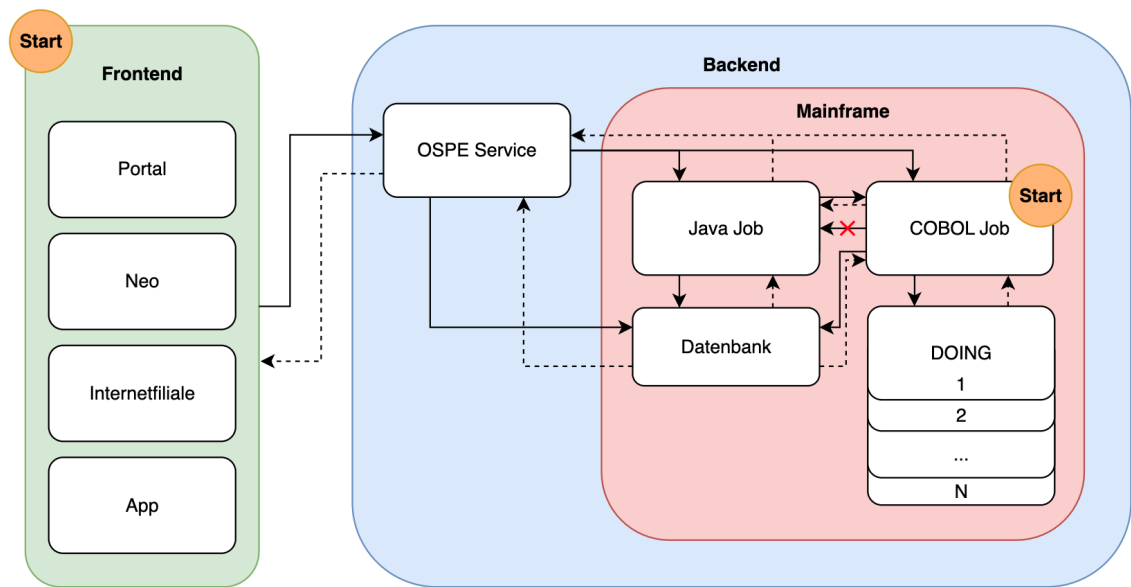 Start
Frontend
Portal
Neo
Internetfiliale
App
Backend
OSPE Service
Mainframe
Java Job
COBOL Job
Start
Datenbank
DOING
1
2
...
N